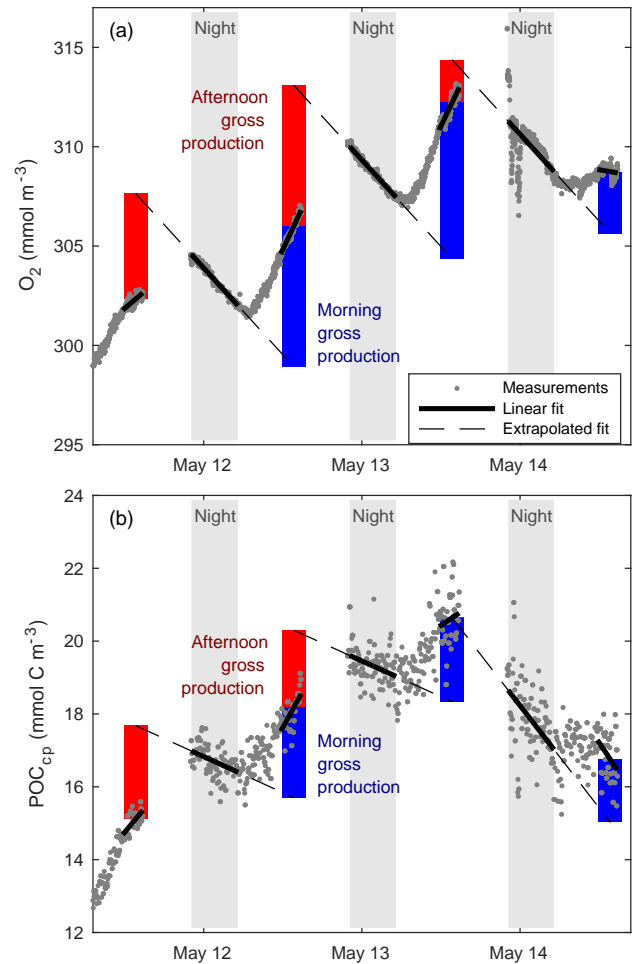 (a)
Night
Night
Night
315
310
305
300
295
O₂ (mmol m⁻³)
Afternoon
gross
production
Morning
gross
production
Measurements
Linear fit
Extrapolated fit
May 12
May 13
May 14
(b)
Night
Night
Night
24
22
20
18
16
14
12
POC_cp (mmol C m⁻³)
Afternoon
gross
production
Morning
gross
production
May 12
May 13
May 14